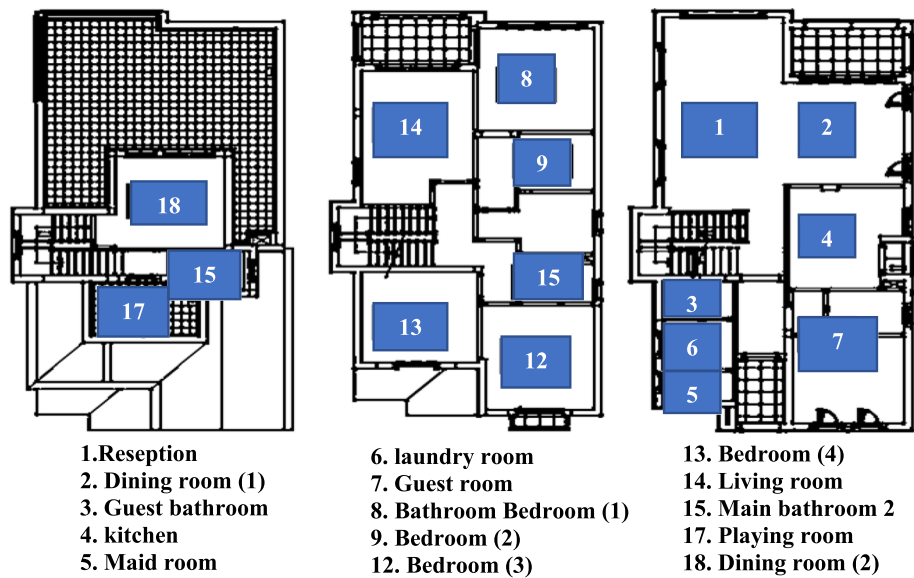 14
8
1
2
9
18
4
15
15
17
3
13
12
6
7
5
1.Reseption
2. Dining room (1)
3. Guest bathroom
4. kitchen
5. Maid room
6. laundry room
7. Guest room
8. Bathroom Bedroom (1)
9. Bedroom (2)
12. Bedroom (3)
13. Bedroom (4)
14. Living room
15. Main bathroom 2
17. Playing room
18. Dining room (2)